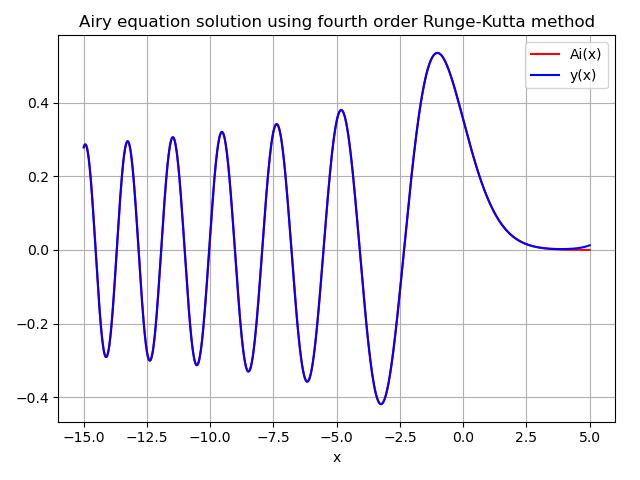 Airy equation solution using fourth order Runge-Kutta method
Ai(x)
y(x)
0.4
0.2
0.0
−0.2
−0.4
−15.0 −12.5 −10.0 −7.5 −5.0 −2.5 0.0 2.5 5.0
x